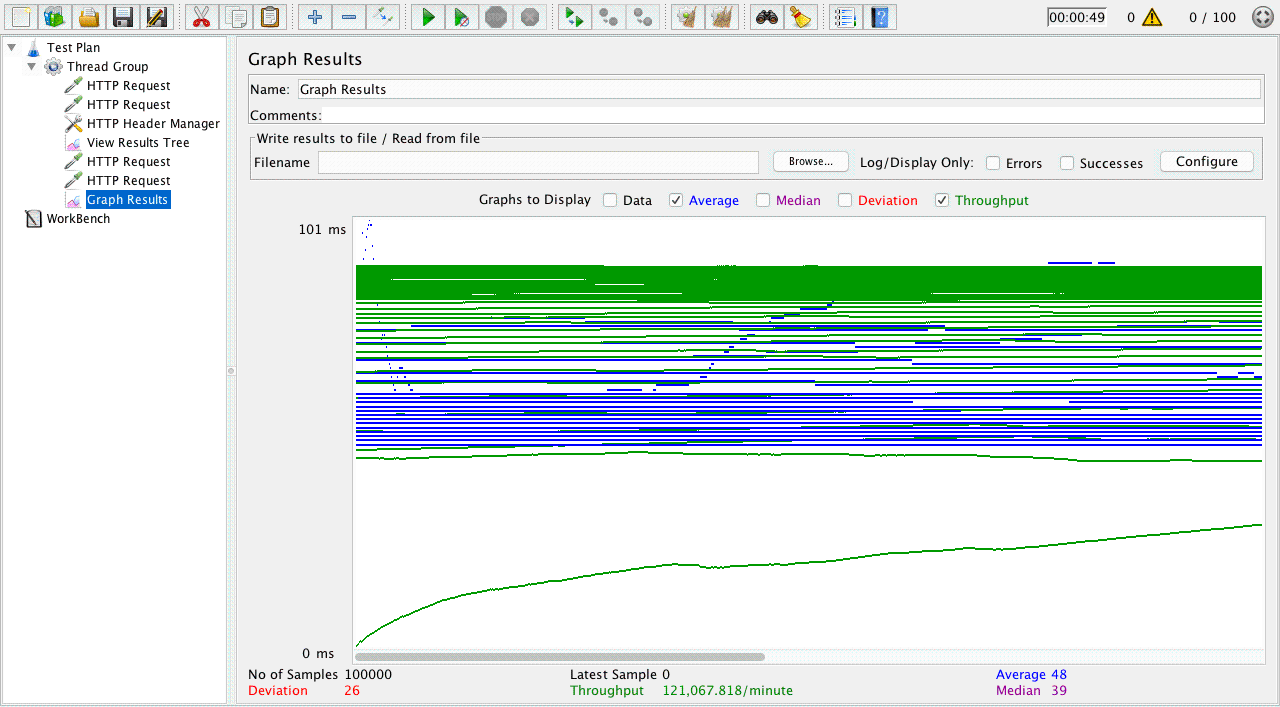 00:00:49 0 0 / 100
Test Plan
Thread Group
HTTP Request
HTTP Request
HTTP Header Manager
View Results Tree
HTTP Request
HTTP Request
Graph Results
WorkBench
Graph Results
Name: Graph Results
Comments:
Write results to file / Read from file
Filename Browse... Log/Display Only: Errors Successes Configure
Graphs to Display Data Average Median Deviation Throughput
101 ms
0 ms
No of Samples 100000 Latest Sample 0 Average 48
Deviation 26 Throughput 121,067.818/minute Median 39